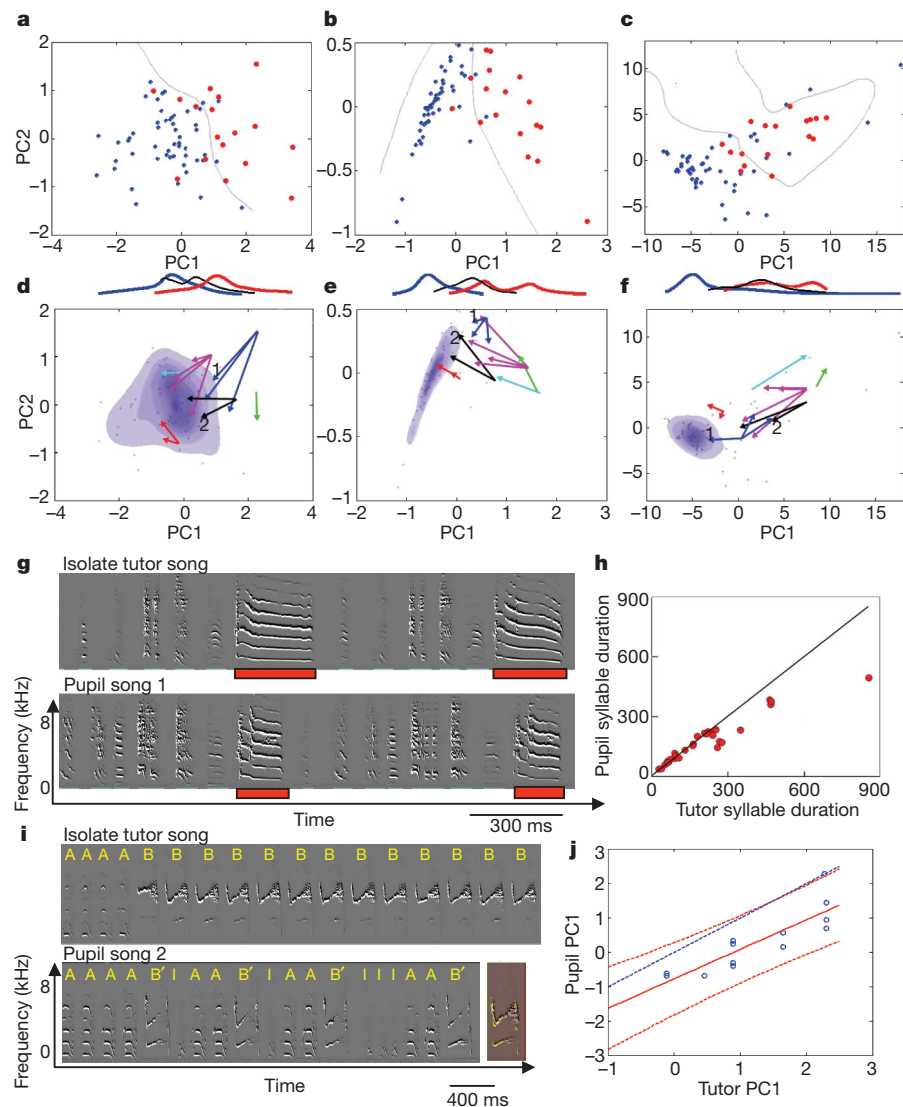 a b c
2 0.5 10
1 5
0 0 0
−1 −0.5 −5
−2 −1
−4 −2 0 2 4 −1 0 1 2 3 −10 −5 0 5 10 15
PC2
PC1 PC1 PC1
d e f
2 0.5 10
1 1 5
2
0 0 0
1 2
2
−1 −0.5 −5
−2 −1
−4 −2 0 2 4 −1 0 1 2 3 −10 −5 0 5 10 15
PC2
PC1 PC1 PC1
g
Isolate tutor song
Pupil song 1
Frequency (kHz)
8
0
Time
300 ms
h
900
600
300
0
0 300 600 900
Pupil syllable duration
Tutor syllable duration
i
Isolate tutor song
A A A A B B B B B B B B B B B B B
Pupil song 2
A A A A B′ I A A B′ I A A B′ I I I A A B′
Frequency (kHz)
8
0
Time
400 ms
j
3
2
1
0
−1
−2
−3
−1 0 1 2 3
Pupil PC1
Tutor PC1